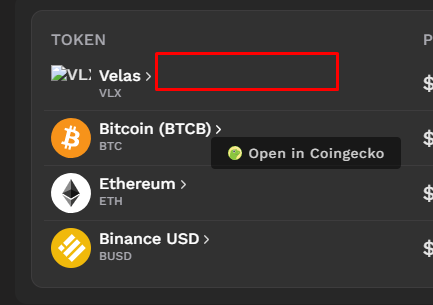 TOKEN
P
VLX
Velas >
$
VLX
Bitcoin (BTCB) >
$
BTC
Open in Coingecko
Ethereum >
$
ETH
Binance USD >
$
BUSD